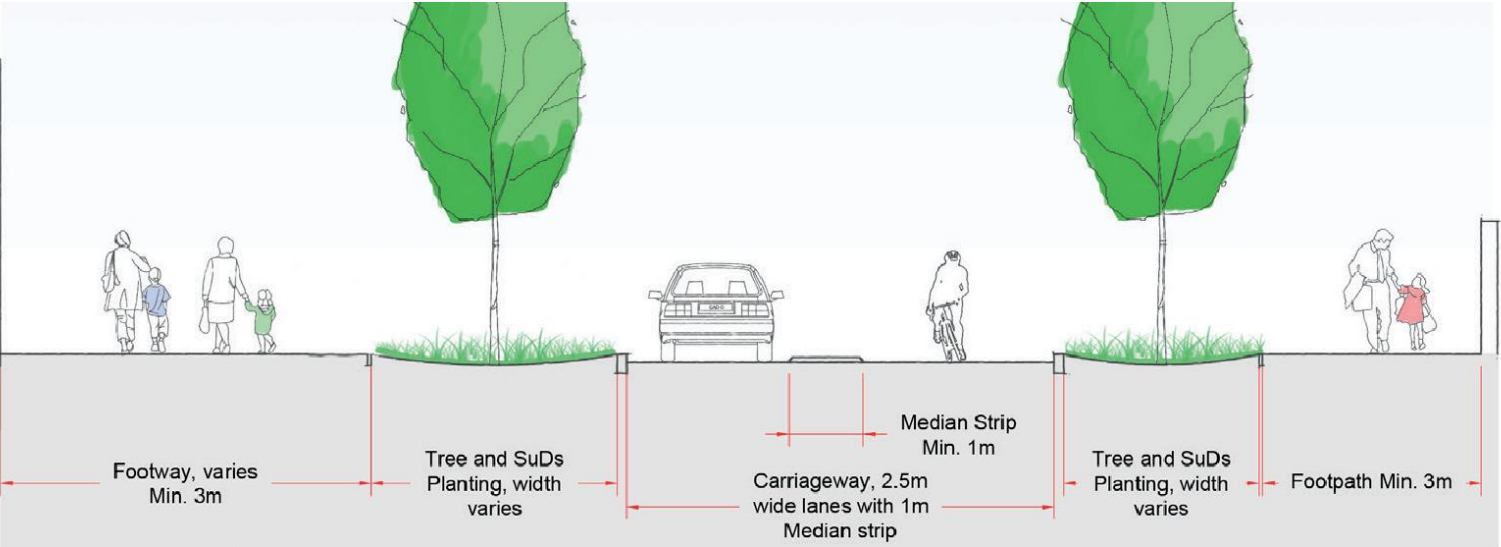 Footway, varies
Min. 3m
Tree and SuDs
Planting, width
varies
Median Strip
Min. 1m
Carriageway, 2.5m
wide lanes with 1m
Median strip
Tree and SuDs
Planting, width
varies
Footpath Min. 3m